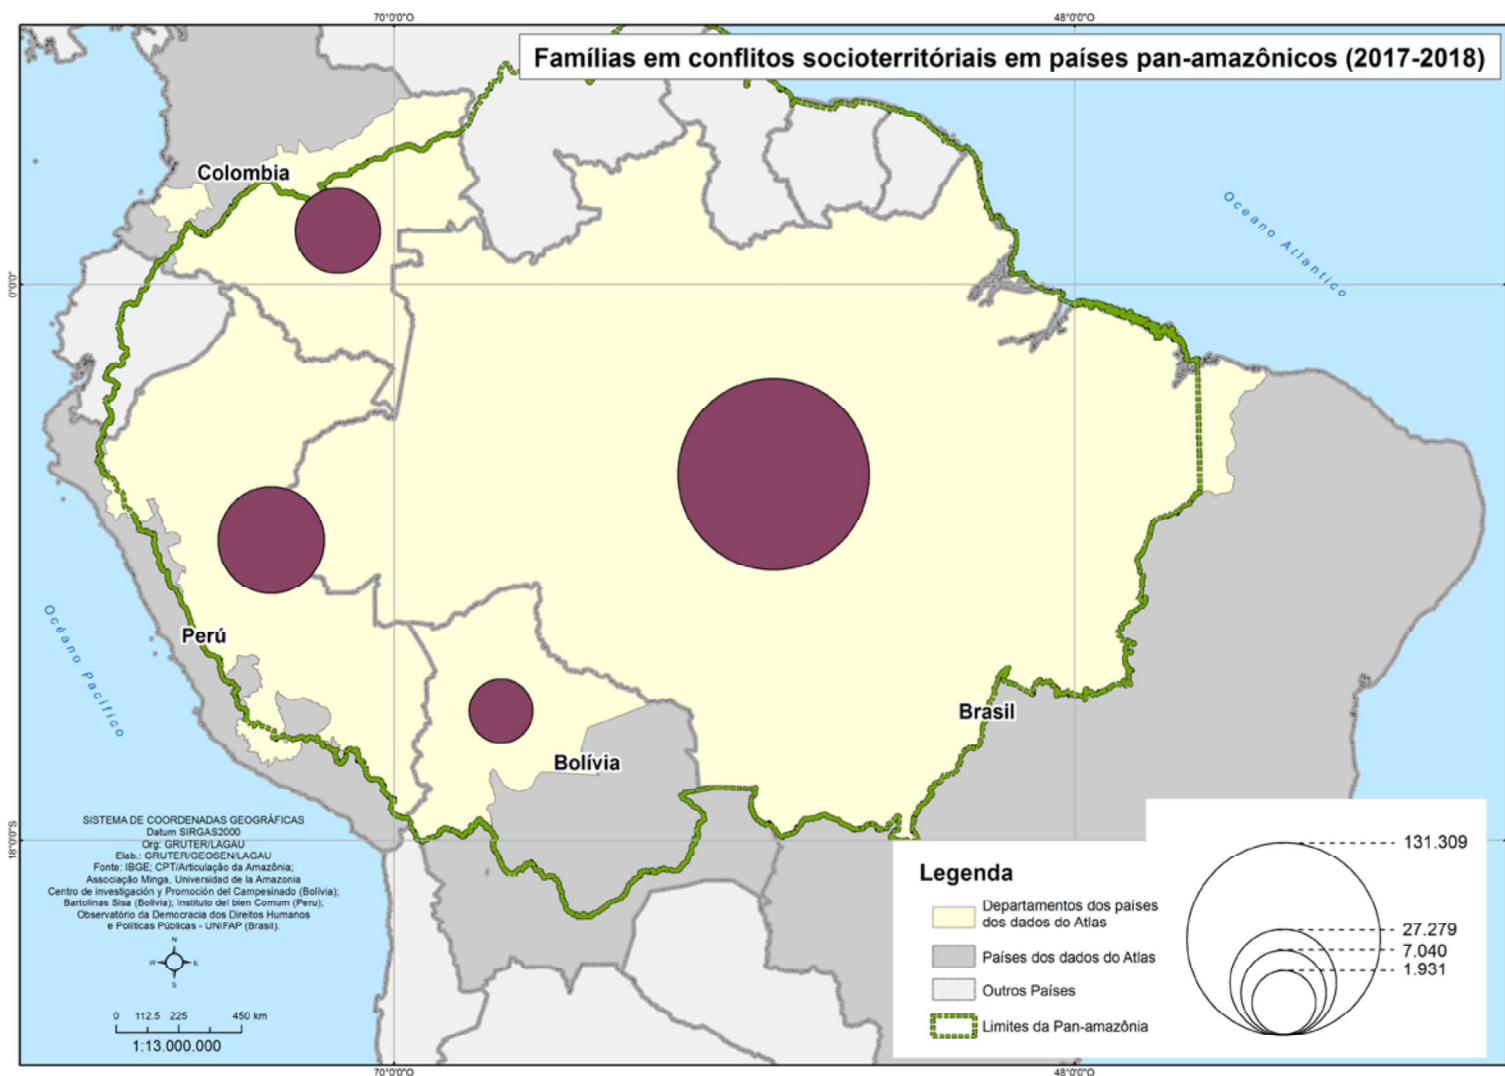 70°0'0"O
48°0'0"O
Famílias em conflitos socioterritóriais em países pan-amazônicos (2017-2018)
Colombia
Oceano Atlantico
0°0'0"
Perú
Océano Pacífico
Bolívia
Brasil
18°0'0"S
SISTEMA DE COORDENADAS GEOGRÁFICAS
Datum SIRGAS2000
Org: GRUTER/LAGAU
Elab.: GRUTER/GEOGEN/LAGAU
Fonte: IBGE; CPT/Articulação da Amazônia;
Associação Minga, Universidad de la Amazonia
Centro de investigación y Promoción del Campesinado (Bolívia);
Bartolinas Sisa (Bolívia); Instituto del bien Comum (Peru);
Observatório da Democracia dos Direitos Humanos
e Políticas Públicas - UNIFAP (Brasil).
N
W E
S
0 112.5 225 450 km
1:13.000.000
Legenda
Departamentos dos países
dos dados do Atlas
Países dos dados do Atlas
Outros Países
Limites da Pan-amazônia
131.309
27.279
7.040
1.931
70°0'0"O
48°0'0"O